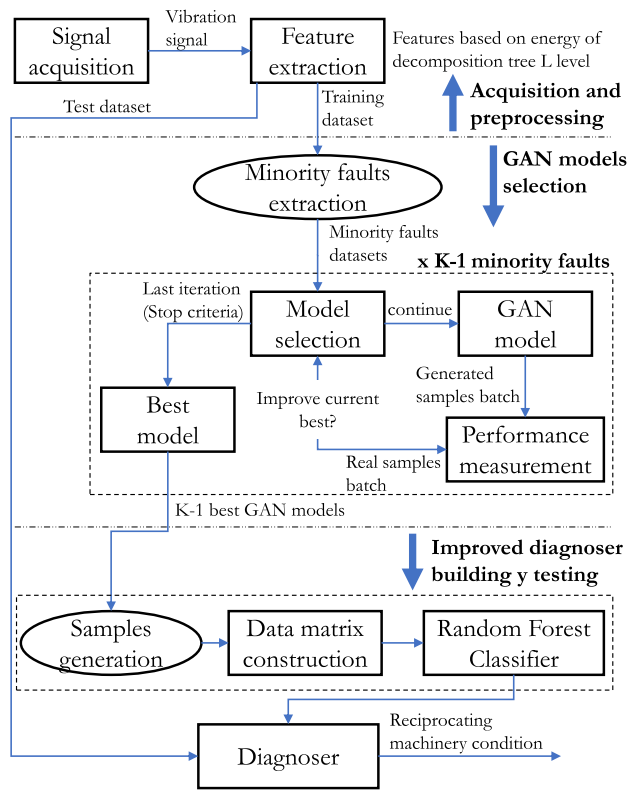 Signal
acquisition
Vibration
signal
Feature
extraction
Features based on energy of
decomposition tree L level
Test dataset
Training
dataset
Acquisition and
preprocessing
GAN models
selection
Minority faults
extraction
Minority faults
datasets
x K-1 minority faults
Last iteration
(Stop criteria)
Model
selection
continue
GAN
model
Generated
samples batch
Best
model
Improve current
best?
Performance
measurement
Real samples
batch
K-1 best GAN models
Improved diagnoser
building y testing
Samples
generation
Data matrix
construction
Random Forest
Classifier
Diagnoser
Reciprocating
machinery condition